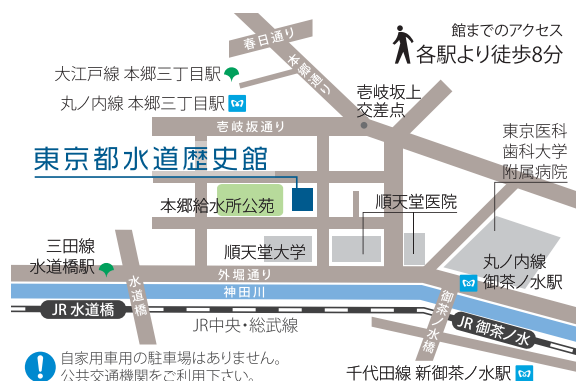 館までのアクセス
各駅より徒歩8分
春日通り
本郷通り
大江戸線 本郷三丁目駅
丸ノ内線 本郷三丁目駅
壱岐坂上
交差点
壱岐坂通り
東京医科
歯科大学
附属病院
東京都水道歴史館
本郷給水所公苑
順天堂医院
三田線
水道橋駅
順天堂大学
丸ノ内線
御茶ノ水駅
外堀通り
神田川
水道橋
御茶ノ水橋
JR 水道橋
JR中央・総武線
JR 御茶ノ水
自家用車用の駐車場はありません。
公共交通機関をご利用下さい。
千代田線 新御茶ノ水駅